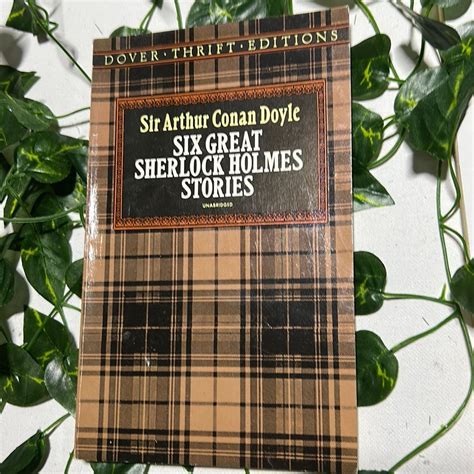 DOVER · THRIFT · EDITIONS
Sir Arthur Conan Doyle
SIX GREAT
SHERLOCK HOLMES
STORIES
UNABRIDGED